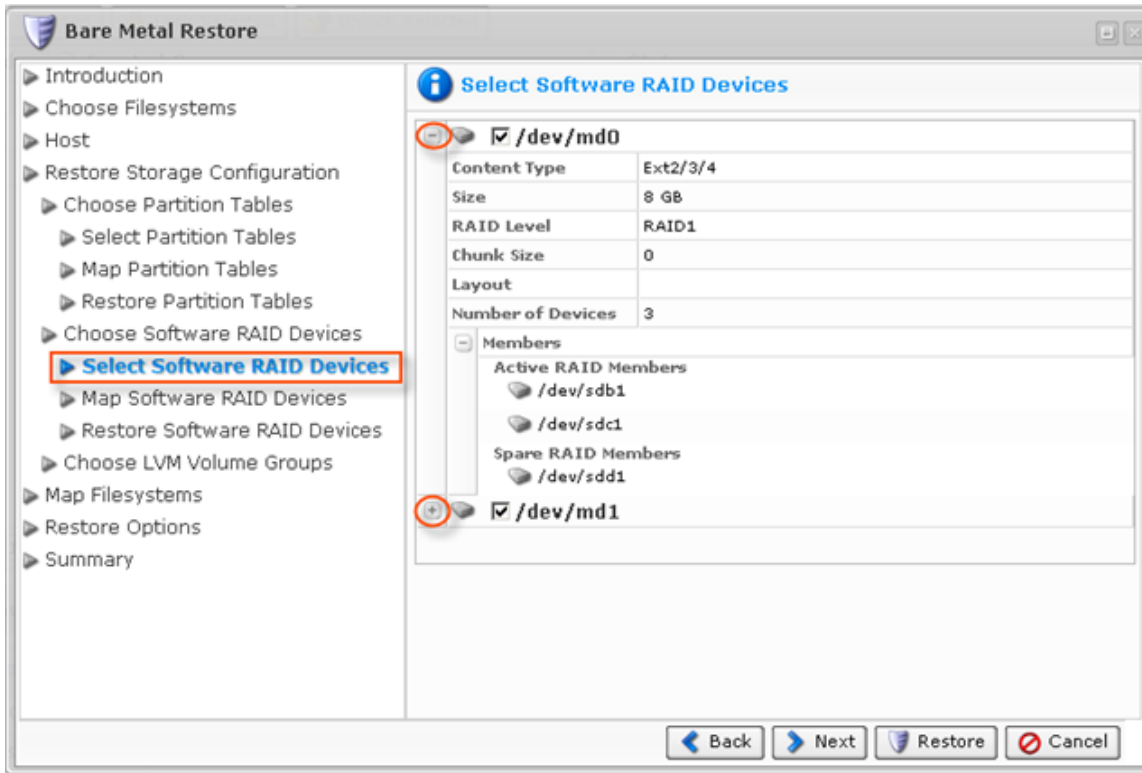 Bare Metal Restore
Introduction
Choose Filesystems
Host
Restore Storage Configuration
Choose Partition Tables
Select Partition Tables
Map Partition Tables
Restore Partition Tables
Choose Software RAID Devices
Select Software RAID Devices
Map Software RAID Devices
Restore Software RAID Devices
Choose LVM Volume Groups
Map Filesystems
Restore Options
Summary
Select Software RAID Devices
/dev/md0
Content Type Ext2/3/4
Size 8 GB
RAID Level RAID1
Chunk Size 0
Layout
Number of Devices 3
Members
Active RAID Members
/dev/sdb1
/dev/sdc1
Spare RAID Members
/dev/sdd1
/dev/md1
Back Next Restore Cancel